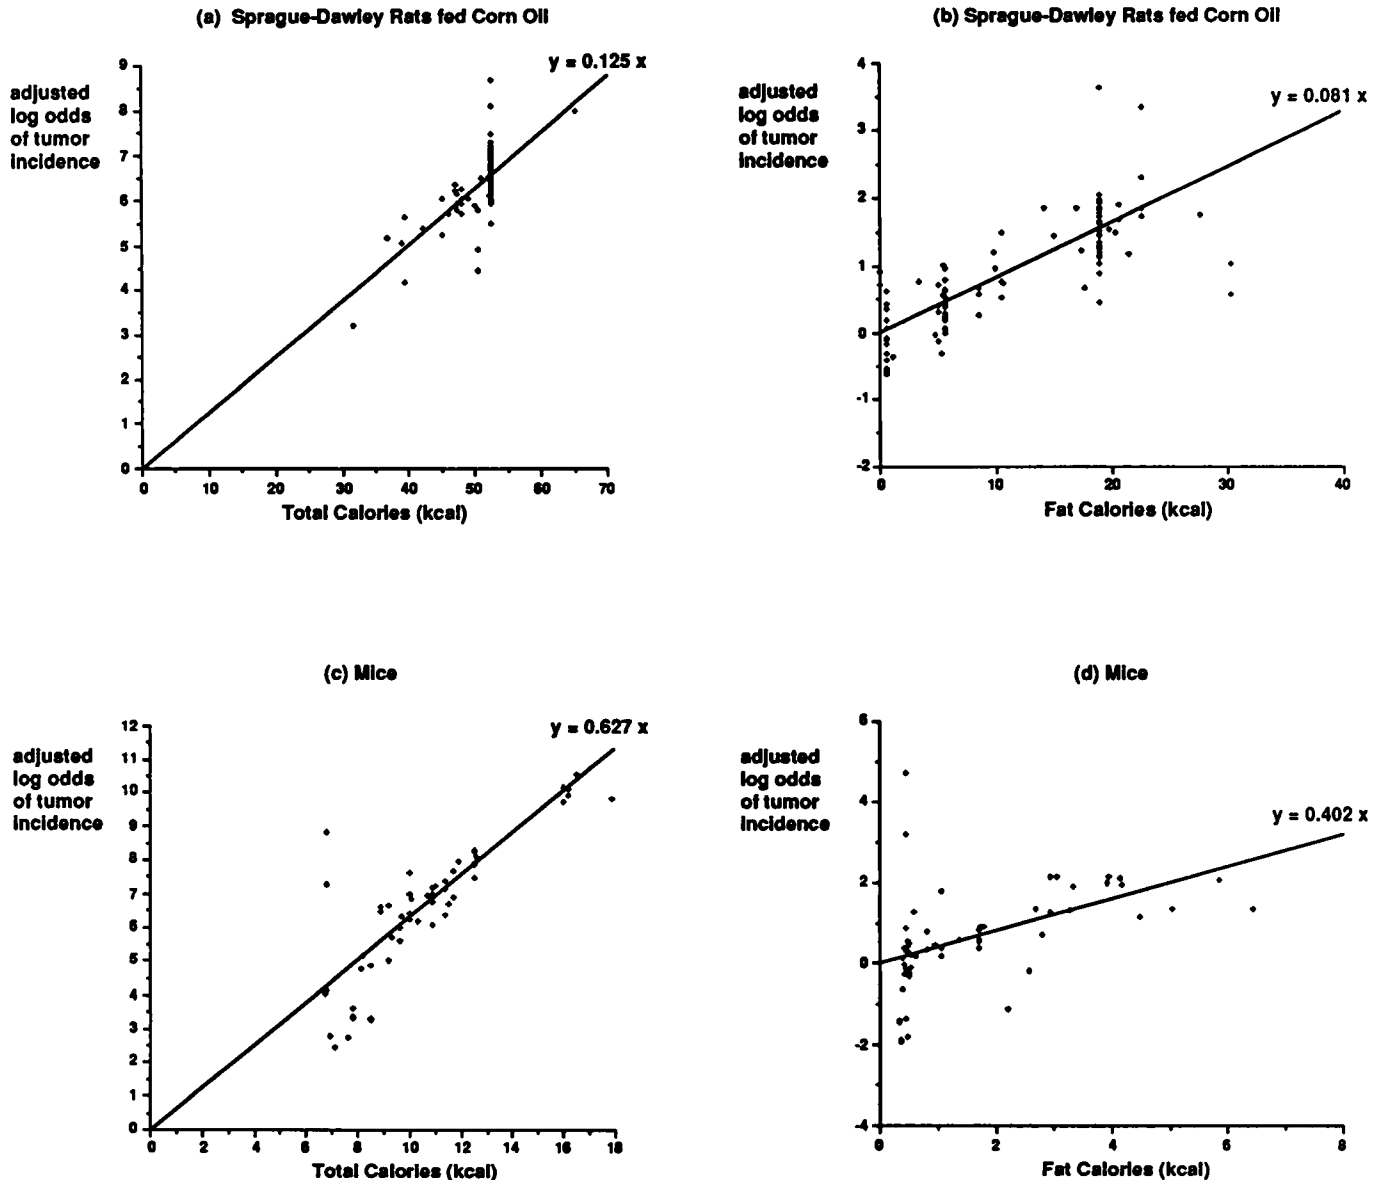 (a) Sprague-Dawley Rats fed Corn Oil
y = 0.125 x
adjusted
log odds
of tumor
incidence
9
8
7
6
5
4
3
2
1
0
0 10 20 30 40 50 60 70
Total Calories (kcal)
(b) Sprague-Dawley Rats fed Corn Oil
y = 0.081 x
adjusted
log odds
of tumor
incidence
4
3
2
1
0
-1
-2
0 10 20 30 40
Fat Calories (kcal)
(c) Mice
y = 0.627 x
adjusted
log odds
of tumor
incidence
12
11
10
9
8
7
6
5
4
3
2
1
0
0 2 4 6 8 10 12 14 16 18
Total Calories (kcal)
(d) Mice
y = 0.402 x
adjusted
log odds
of tumor
incidence
6
4
2
0
-2
-4
0 2 4 6 8
Fat Calories (kcal)